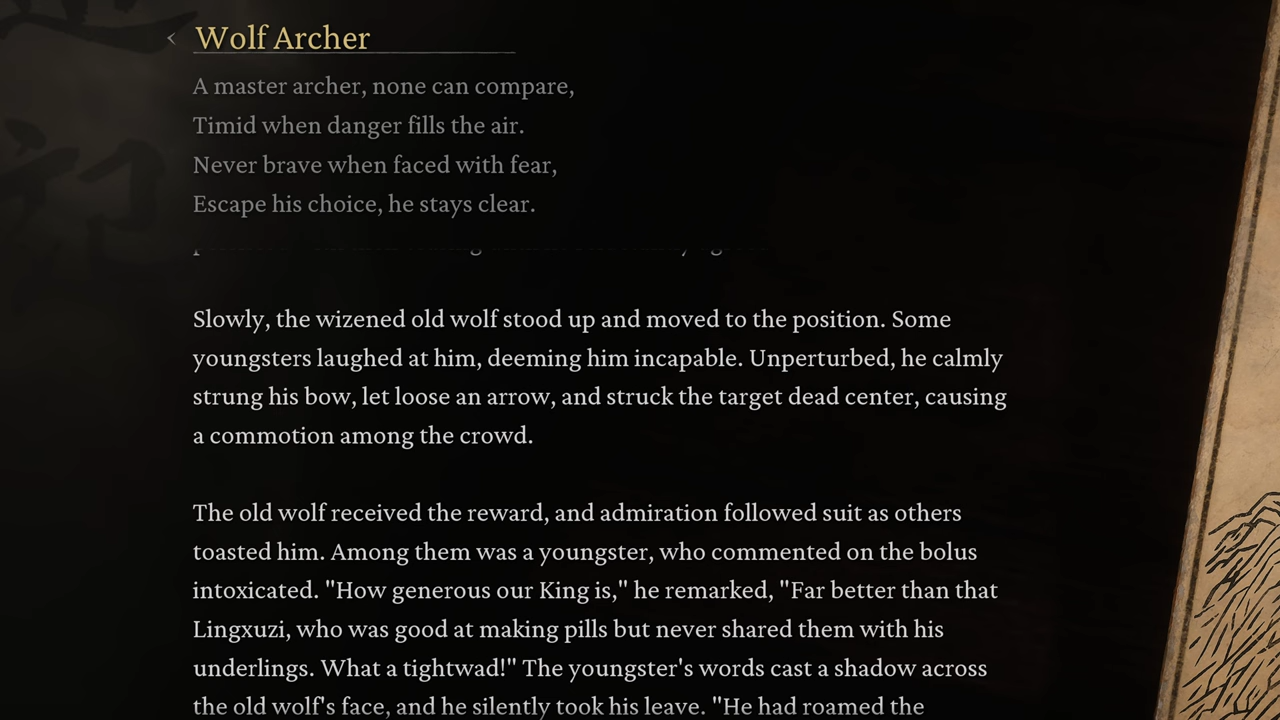 Wolf Archer
A master archer, none can compare,
Timid when danger fills the air.
Never brave when faced with fear,
Escape his choice, he stays clear.
Slowly, the wizened old wolf stood up and moved to the position. Some
youngsters laughed at him, deeming him incapable. Unperturbed, he calmly
strung his bow, let loose an arrow, and struck the target dead center, causing
a commotion among the crowd.
The old wolf received the reward, and admiration followed suit as others
toasted him. Among them was a youngster, who commented on the bolus
intoxicated. "How generous our King is," he remarked, "Far better than that
Lingxuzi, who was good at making pills but never shared them with his
underlings. What a tightwad!" The youngster's words cast a shadow across
the old wolf's face, and he silently took his leave. "He had roamed the